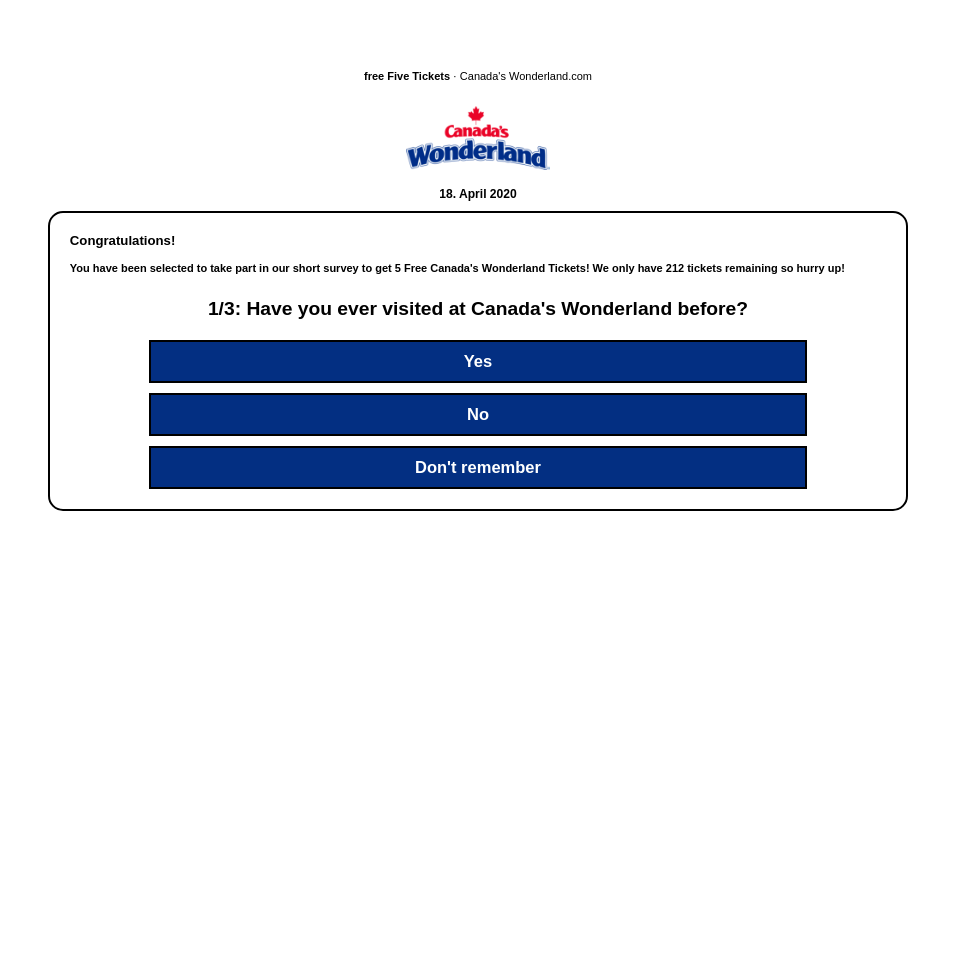 free Five Tickets · Canada's Wonderland.com
Canada's
Wonderland
18. April 2020
Congratulations!
You have been selected to take part in our short survey to get 5 Free Canada's Wonderland Tickets! We only have 212 tickets remaining so hurry up!
1/3: Have you ever visited at Canada's Wonderland before?
Yes
No
Don't remember